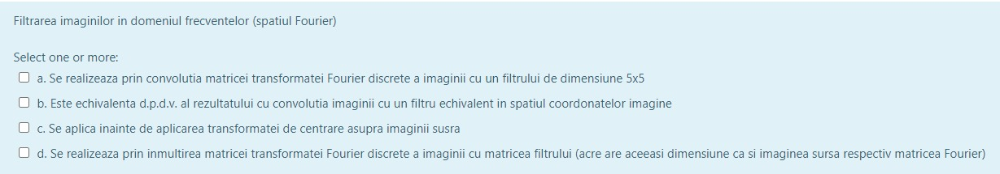 Filtrarea imaginilor in domeniul frecventelor (spatiul Fourier)
Select one or more:
a. Se realizeaza prin convolutia matricei transformatei Fourier discrete a imaginii cu un filtrului de dimensiune 5x5
b. Este echivalenta d.p.d.v. al rezultatului cu convolutia imaginii cu un filtru echivalent in spatiul coordonatelor imagine
c. Se aplica inainte de aplicarea transformatei de centrare asupra imaginii susra
d. Se realizeaza prin inmultirea matricei transformatei Fourier discrete a imaginii cu matricea filtrului (acre are aceeasi dimensiune ca si imaginea sursa respectiv matricea Fourier)